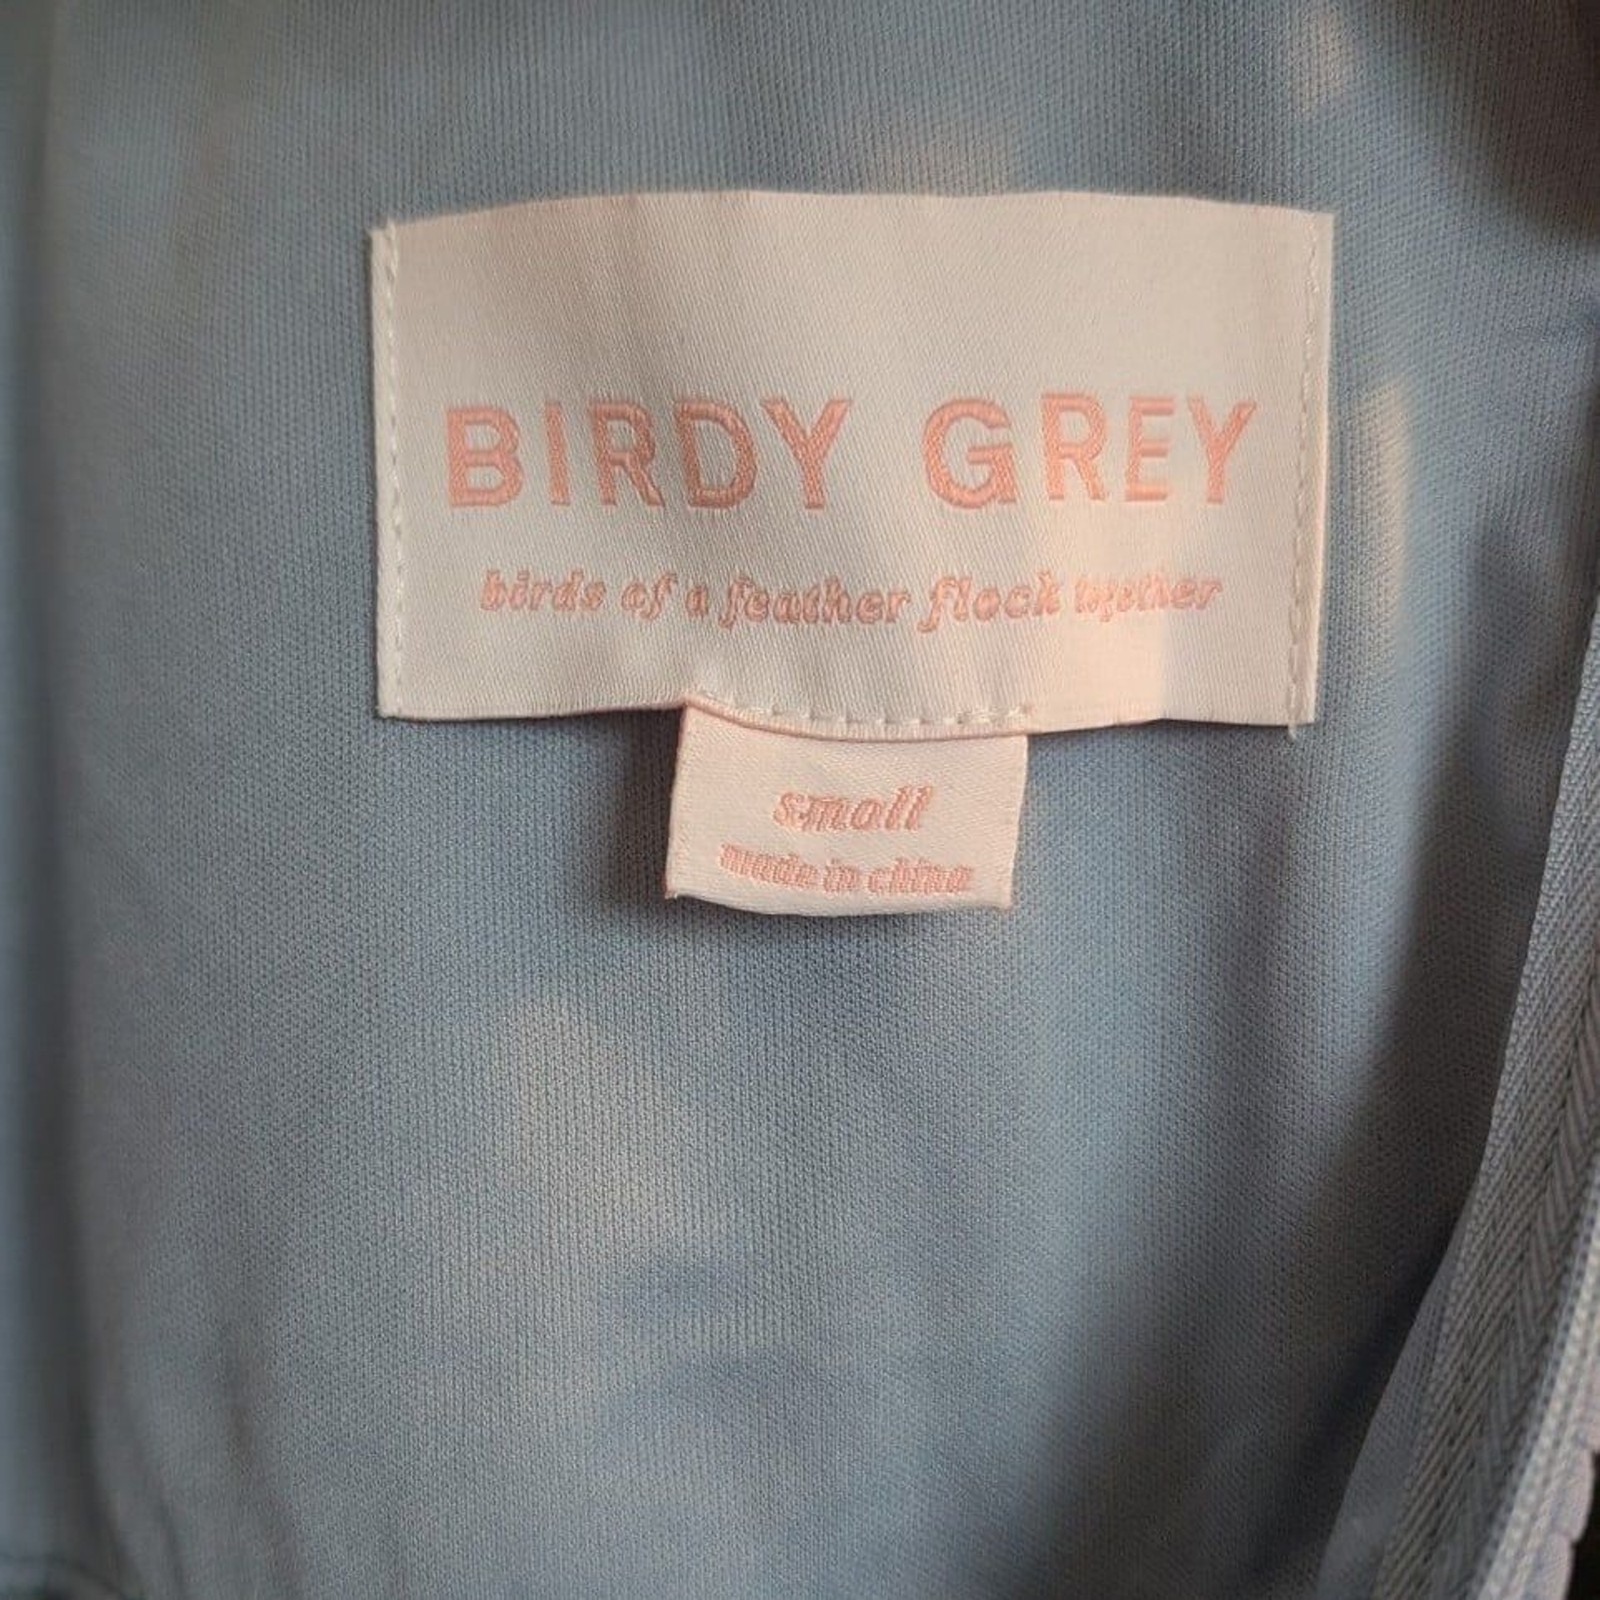 BIRDY GREY
birds of a feather flock together
small
made in china